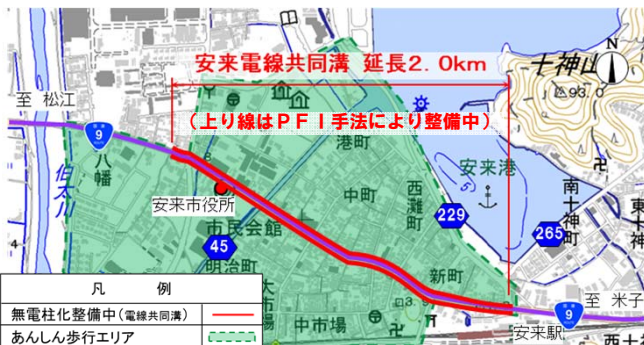 安来電線共同溝 延長2.0km
(上り線はPFI手法により整備中)
十神山
N
93.0
至 松江
9
八幡
伯太川
港町
安来港
中町
西灘町
229
南十神町
東十神
265
安来市役所
市民会館
45
明治町
新町
大市場
中市場
至 米子
9
安来駅
4
凡 例
無電柱化整備中(電線共同溝)
あんしん歩行エリア